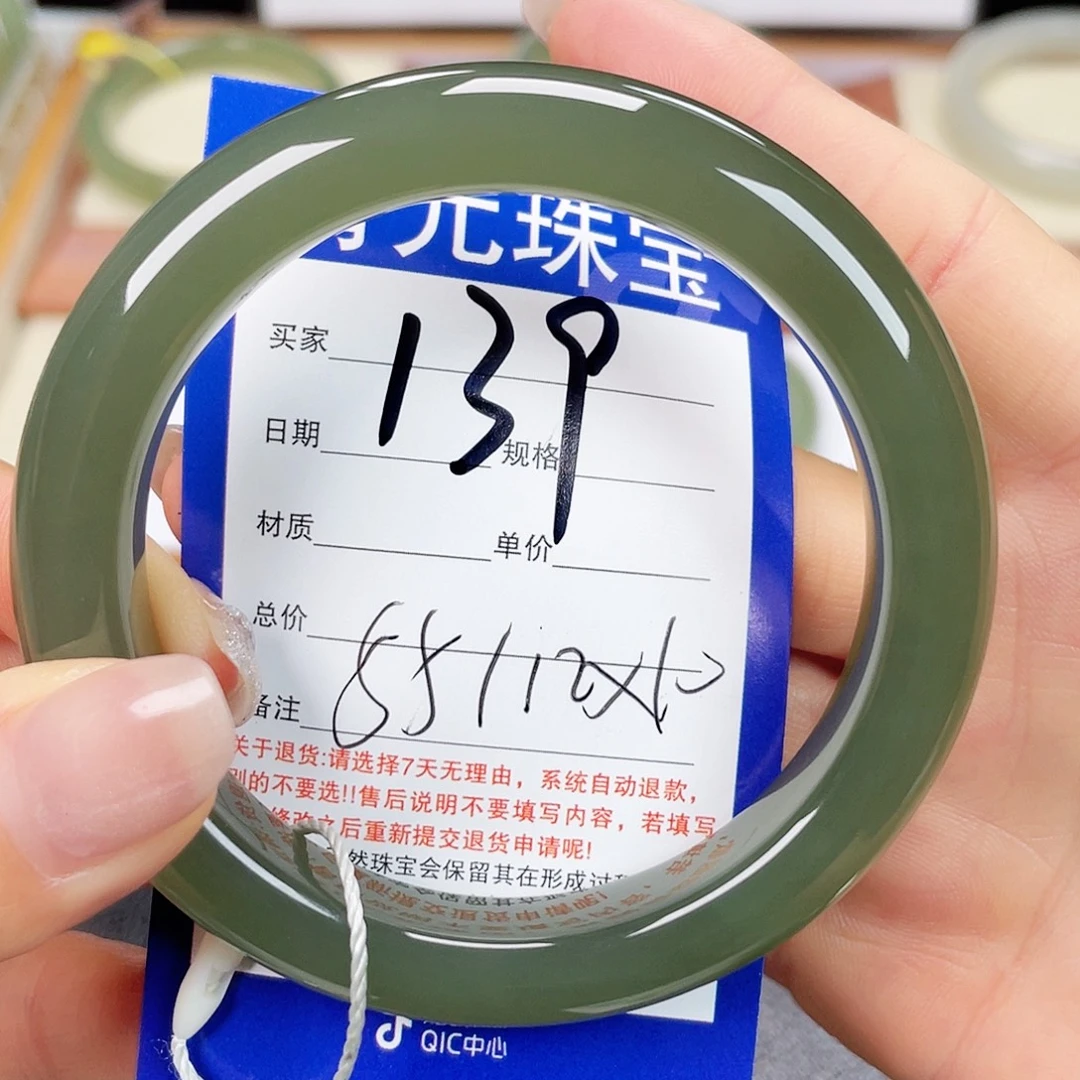 元珠宝
139
买家
日期 规格
材质 单价
总价
55/12x10
备注
关于退货:请选择7天无理由，系统自动退款，
的不要选!!售后说明不要填写内容，若填写
修改之后重新提交退货申请呢!
然珠宝会保留其在形成过
QIC中心